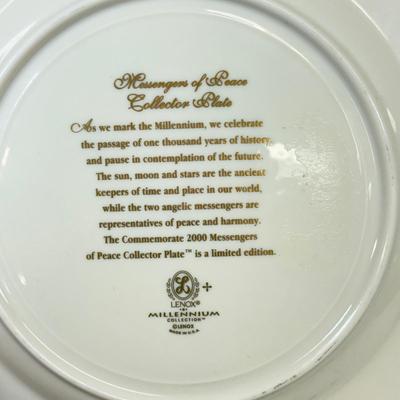 Messengers of Peace
Collector Plate
As we mark the Millennium, we celebrate
the passage of one thousand years of history
and pause in contemplation of the future.
The sun, moon and stars are the ancient
keepers of time and place in our world,
while the two angelic messengers are
representatives of peace and harmony.
The Commemorate 2000 Messengers
of Peace Collector Plate™ is a limited edition.
L
LENOX®
MILLENNIUM
COLLECTION™
©LENOX
MADE IN U.S.A.